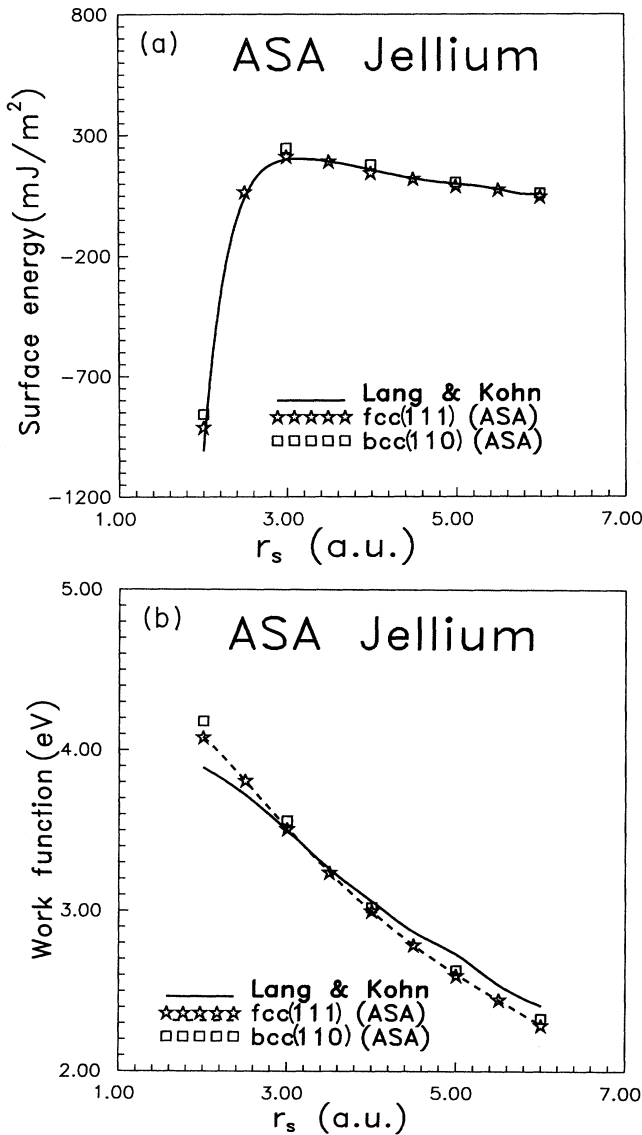 (a) ASA Jellium
800
300
−200
−700
−1200
Surface energy(mJ/m²)
Lang & Kohn
fcc(111) (ASA)
bcc(110) (ASA)
1.00 3.00 5.00 7.00
rₛ (a.u.)
(b) ASA Jellium
5.00
4.00
3.00
2.00
Work function(eV)
Lang & Kohn
fcc(111) (ASA)
bcc(110) (ASA)
1.00 3.00 5.00 7.00
rₛ (a.u.)